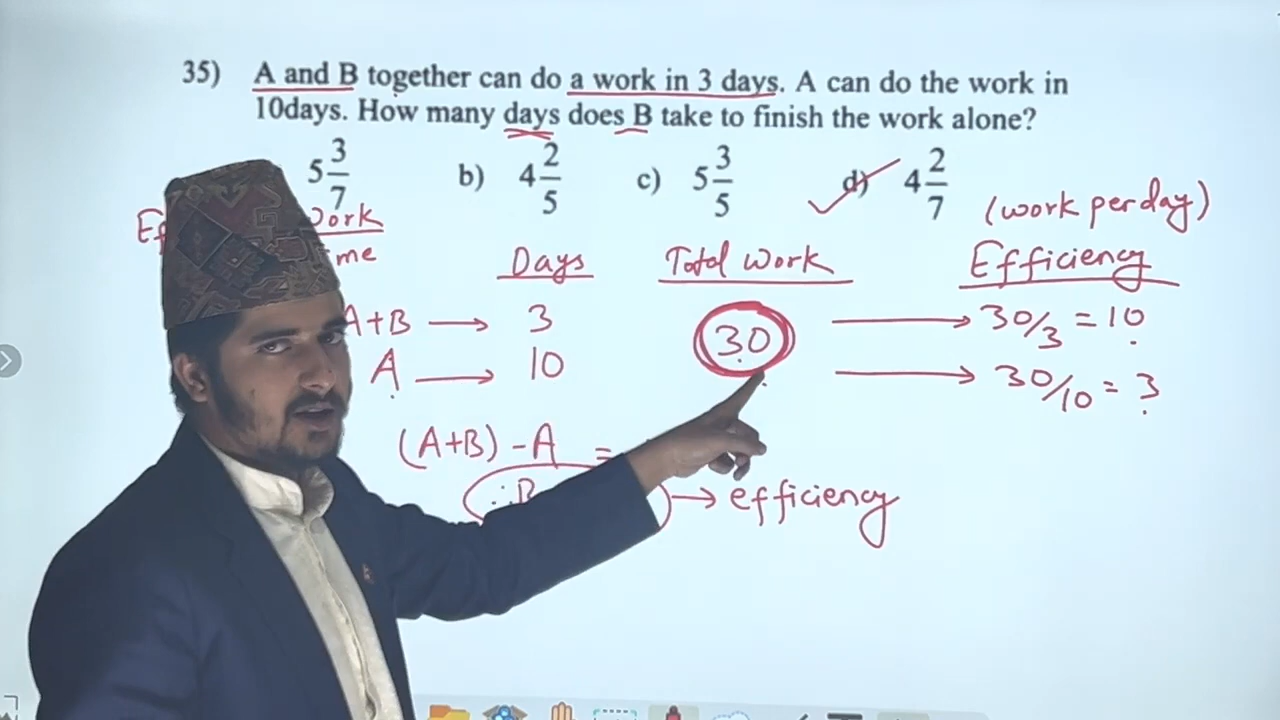 35) A and B together can do a work in 3 days. A can do the work in
10days. How many days does B take to finish the work alone?
5 3/7 b) 4 2/5 c) 5 3/5 d) 4 2/7
(work per day)
Days Total Work Efficiency
A+B → 3 30 → 30/3 = 10
A → 10 → 30/10 = 3
(A+B) - A =
∴ B → efficiency